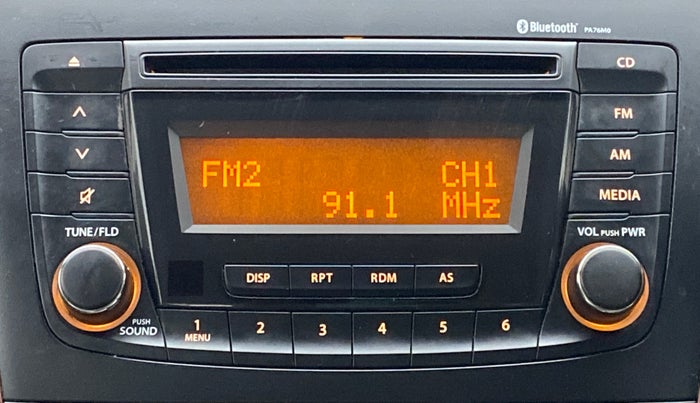 Bluetooth PA76M0
CD
FM
AM
MEDIA
FM2 CH1
91.1 MHz
TUNE/FLD
VOL PUSH PWR
DISP RPT RDM AS
PUSH
SOUND
1 2 3 4 5 6
MENU